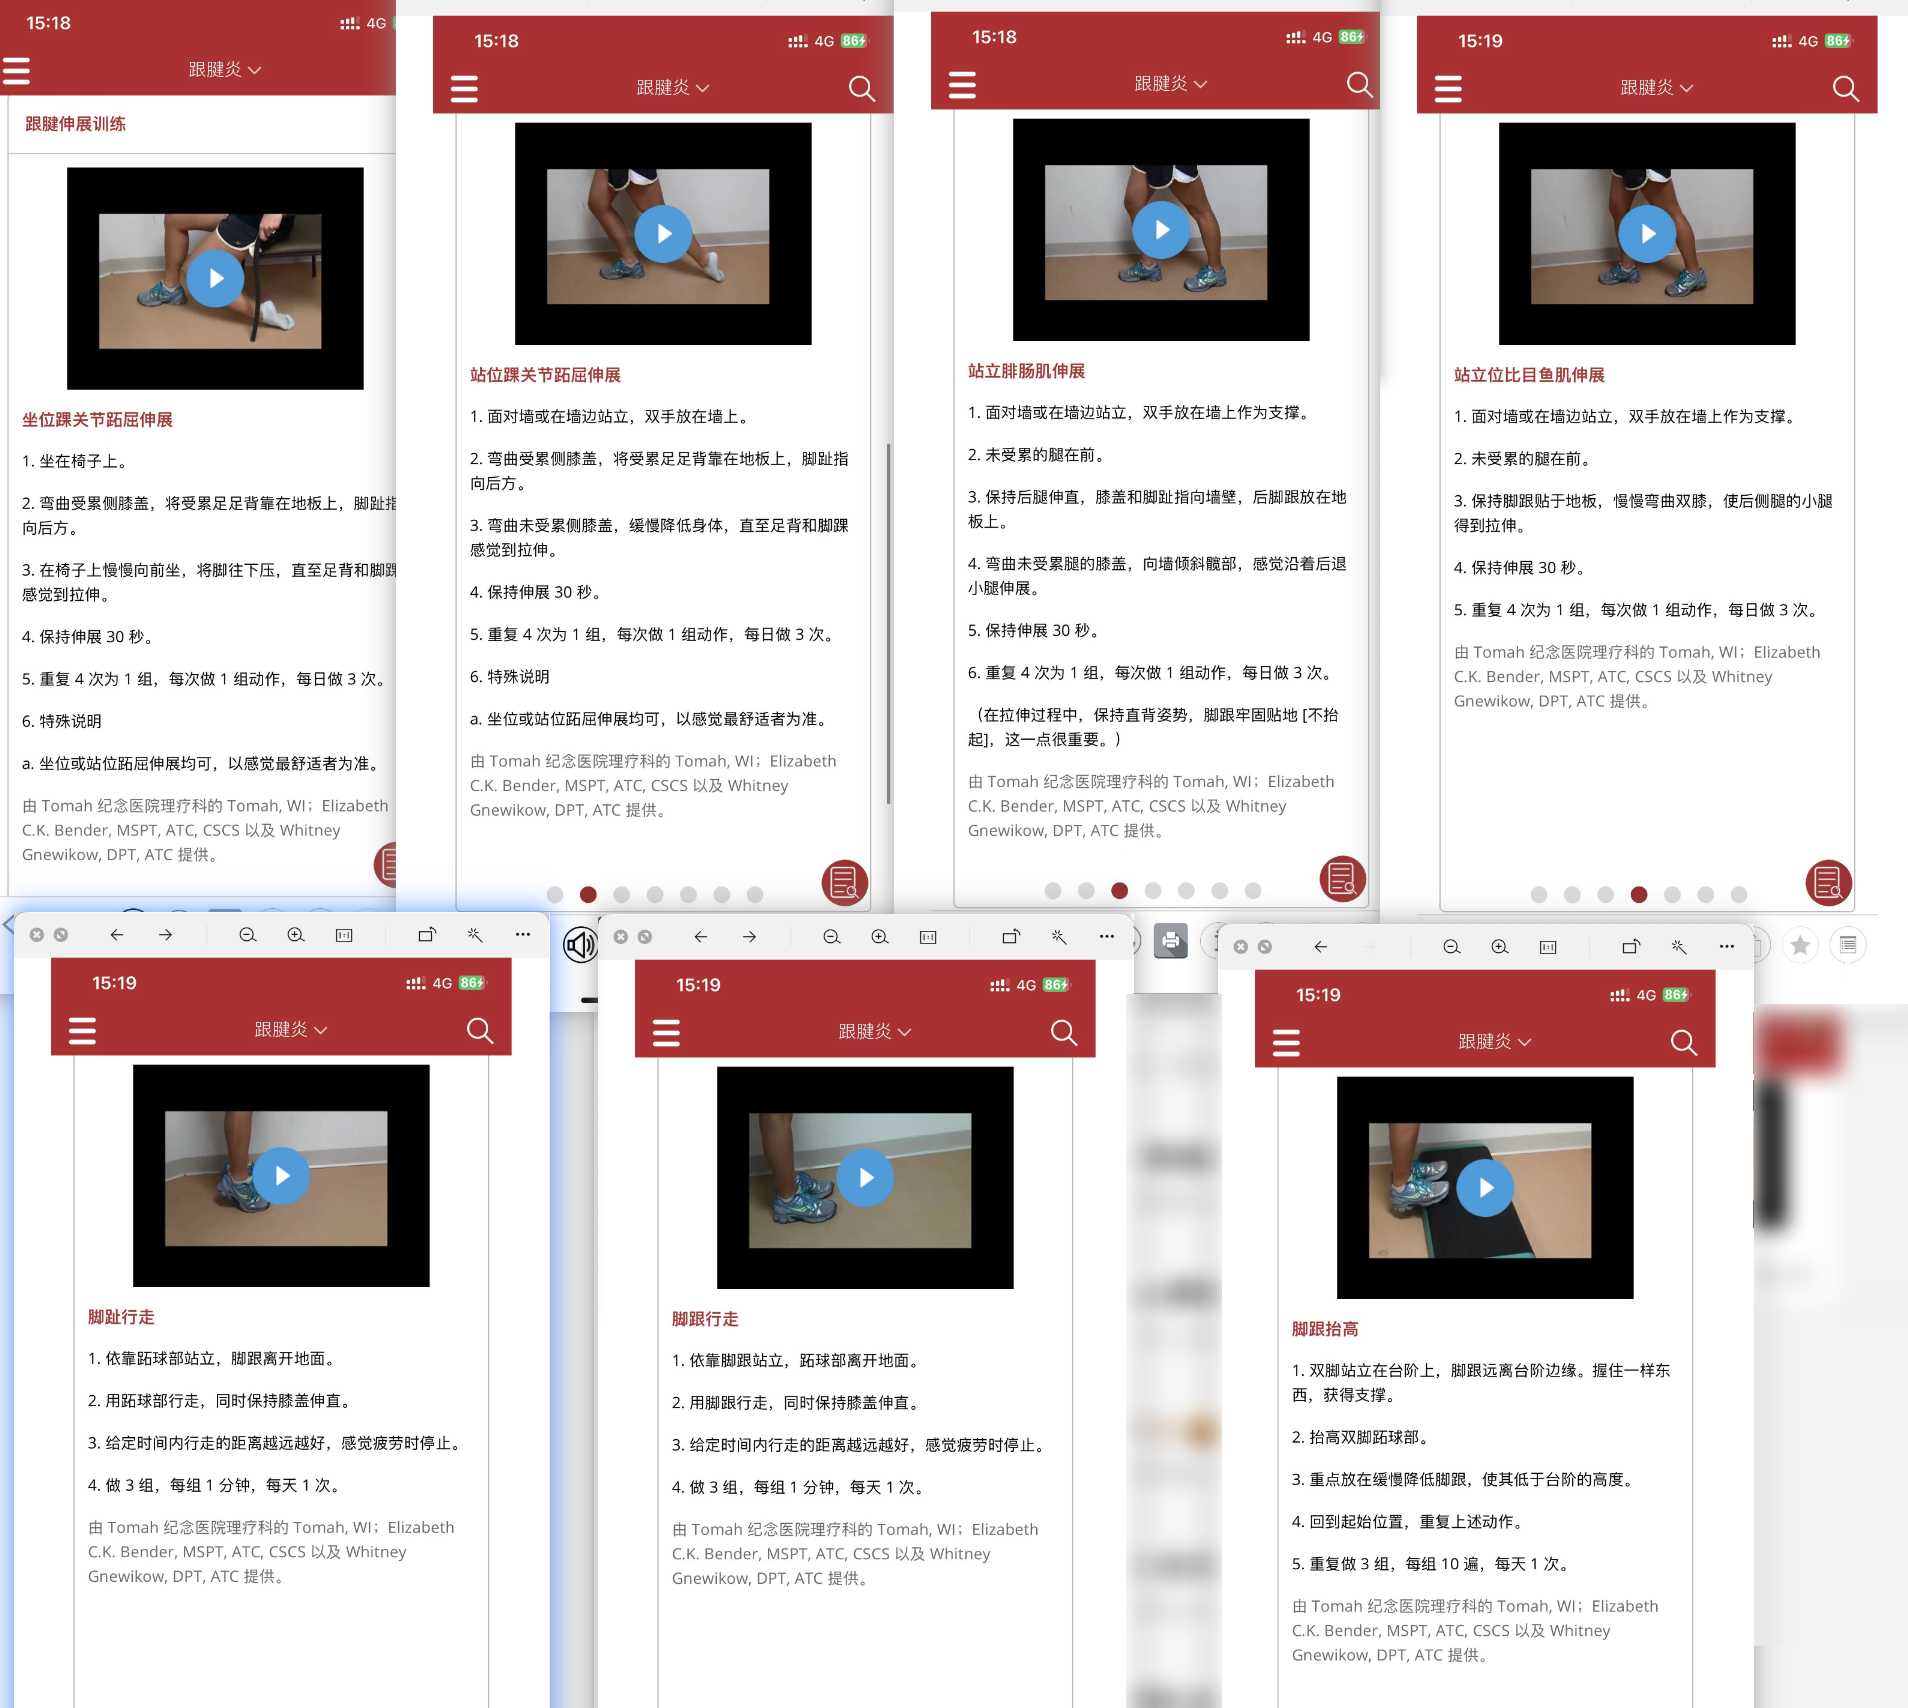 15:18
4G
跟腱炎
跟腱伸展训练
坐位踝关节跖屈伸展
1. 坐在椅子上。
2. 弯曲受累侧膝盖，将受累足足背靠在地板上，脚趾指
向后方。
3. 在椅子上慢慢向前坐，将脚往下压，直至足背和脚踝
感觉到拉伸。
4. 保持伸展 30 秒。
5. 重复 4 次为 1 组，每次做 1 组动作，每日做 3 次。
6. 特殊说明
a. 坐位或站位跖屈伸展均可，以感觉最舒适者为准。
由 Tomah 纪念医院理疗科的 Tomah, WI；Elizabeth
C.K. Bender, MSPT, ATC, CSCS 以及 Whitney
Gnewikow, DPT, ATC 提供。
15:18
4G 86
跟腱炎
站位踝关节跖屈伸展
1. 面对墙或在墙边站立，双手放在墙上。
2. 弯曲受累侧膝盖，将受累足足背靠在地板上，脚趾指
向后方。
3. 弯曲未受累侧膝盖，缓慢降低身体，直至足背和脚踝
感觉到拉伸。
4. 保持伸展 30 秒。
5. 重复 4 次为 1 组，每次做 1 组动作，每日做 3 次。
6. 特殊说明
a. 坐位或站位跖屈伸展均可，以感觉最舒适者为准。
由 Tomah 纪念医院理疗科的 Tomah, WI；Elizabeth
C.K. Bender, MSPT, ATC, CSCS 以及 Whitney
Gnewikow, DPT, ATC 提供。
15:18
4G 86
跟腱炎
站立腓肠肌伸展
1. 面对墙或在墙边站立，双手放在墙上作为支撑。
2. 未受累的腿在前。
3. 保持后腿伸直，膝盖和脚趾指向墙壁，后脚跟放在地
板上。
4. 弯曲未受累腿的膝盖，向墙倾斜髋部，感觉沿着后退
小腿伸展。
5. 保持伸展 30 秒。
6. 重复 4 次为 1 组，每次做 1 组动作，每日做 3 次。
（在拉伸过程中，保持直背姿势，脚跟牢固贴地 [不抬
起]，这一点很重要。）
由 Tomah 纪念医院理疗科的 Tomah, WI；Elizabeth
C.K. Bender, MSPT, ATC, CSCS 以及 Whitney
Gnewikow, DPT, ATC 提供。
15:19
4G 86
跟腱炎
站立位比目鱼肌伸展
1. 面对墙或在墙边站立，双手放在墙上作为支撑。
2. 未受累的腿在前。
3. 保持脚跟贴于地板，慢慢弯曲双膝，使后侧腿的小腿
得到拉伸。
4. 保持伸展 30 秒。
5. 重复 4 次为 1 组，每次做 1 组动作，每日做 3 次。
由 Tomah 纪念医院理疗科的 Tomah, WI；Elizabeth
C.K. Bender, MSPT, ATC, CSCS 以及 Whitney
Gnewikow, DPT, ATC 提供。
15:19
4G 86
跟腱炎
脚趾行走
1. 依靠跖球部站立，脚跟离开地面。
2. 用跖球部行走，同时保持膝盖伸直。
3. 给定时间内行走的距离越远越好，感觉疲劳时停止。
4. 做 3 组，每组 1 分钟，每天 1 次。
由 Tomah 纪念医院理疗科的 Tomah, WI；Elizabeth
C.K. Bender, MSPT, ATC, CSCS 以及 Whitney
Gnewikow, DPT, ATC 提供。
15:19
4G 86
跟腱炎
脚跟行走
1. 依靠脚跟站立，跖球部离开地面。
2. 用脚跟行走，同时保持膝盖伸直。
3. 给定时间内行走的距离越远越好，感觉疲劳时停止。
4. 做 3 组，每组 1 分钟，每天 1 次。
由 Tomah 纪念医院理疗科的 Tomah, WI；Elizabeth
C.K. Bender, MSPT, ATC, CSCS 以及 Whitney
Gnewikow, DPT, ATC 提供。
15:19
4G 86
跟腱炎
脚跟抬高
1. 双脚站立在台阶上，脚跟远离台阶边缘。握住一样东
西，获得支撑。
2. 抬高双脚跖球部。
3. 重点放在缓慢降低脚跟，使其低于台阶的高度。
4. 回到起始位置，重复上述动作。
5. 重复做 3 组，每组 10 遍，每天 1 次。
由 Tomah 纪念医院理疗科的 Tomah, WI；Elizabeth
C.K. Bender, MSPT, ATC, CSCS 以及 Whitney
Gnewikow, DPT, ATC 提供。